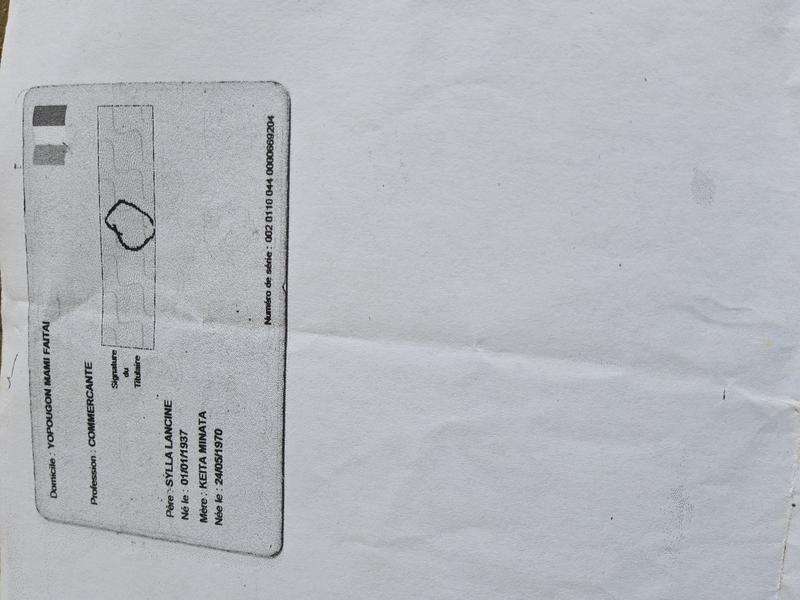 Domicile : YOPOUGON MAMI FAITAI
Profession : COMMERCANTE
Signature
du
Titulaire
Père : SYLLA LANCINE
Né le : 01/01/1937
Mère : KEITA MINATA
Née le : 24/05/1970
Numéro de série : 002 0110 044 0000669204